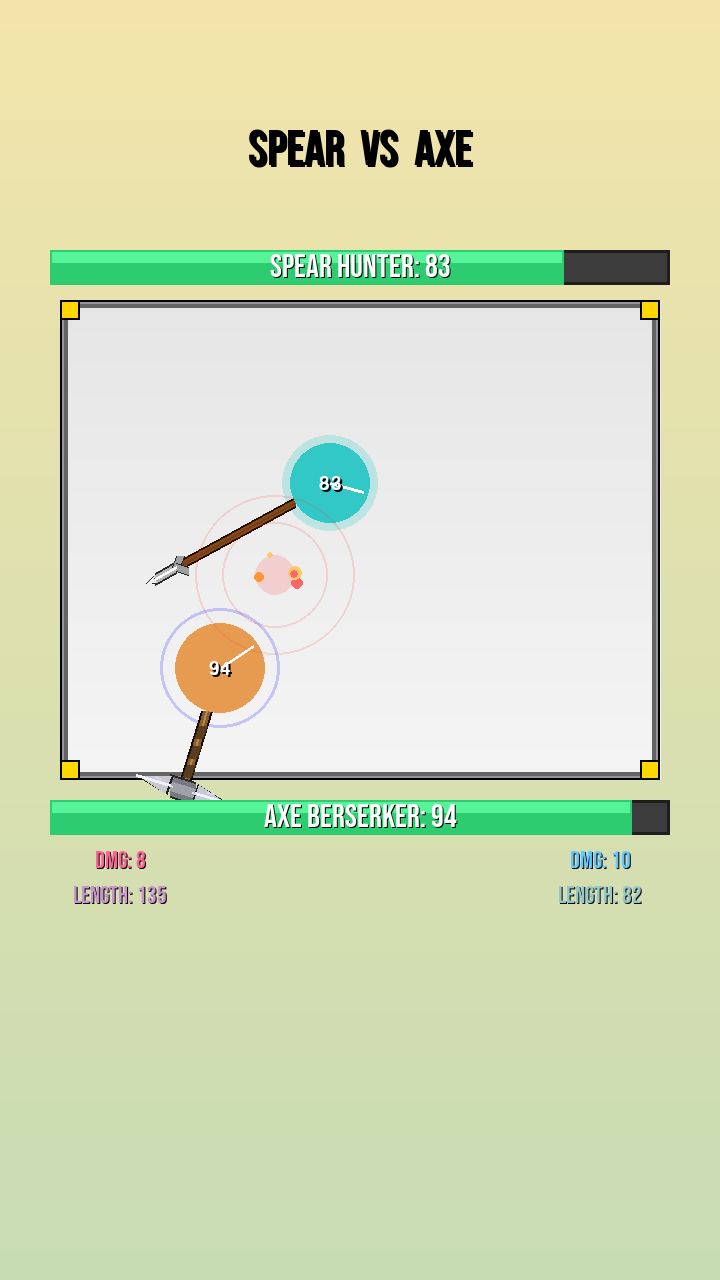 SPEAR VS AXE
SPEAR HUNTER: 83
83
94
AXE BERSERKER: 94
DMG: 8
DMG: 10
LENGTH: 135
LENGTH: 82